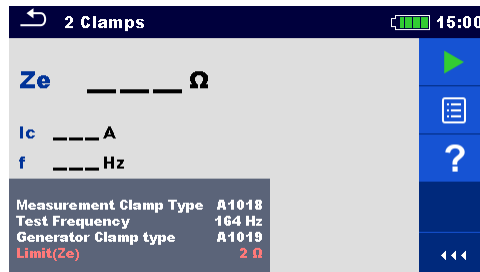 2 Clamps 15:00
Ze ___ Ω
Ic ___ A
f ___ Hz
Measurement Clamp Type A1018
Test Frequency 164 Hz
Generator Clamp type A1019
Limit(Ze) 2 Ω
?